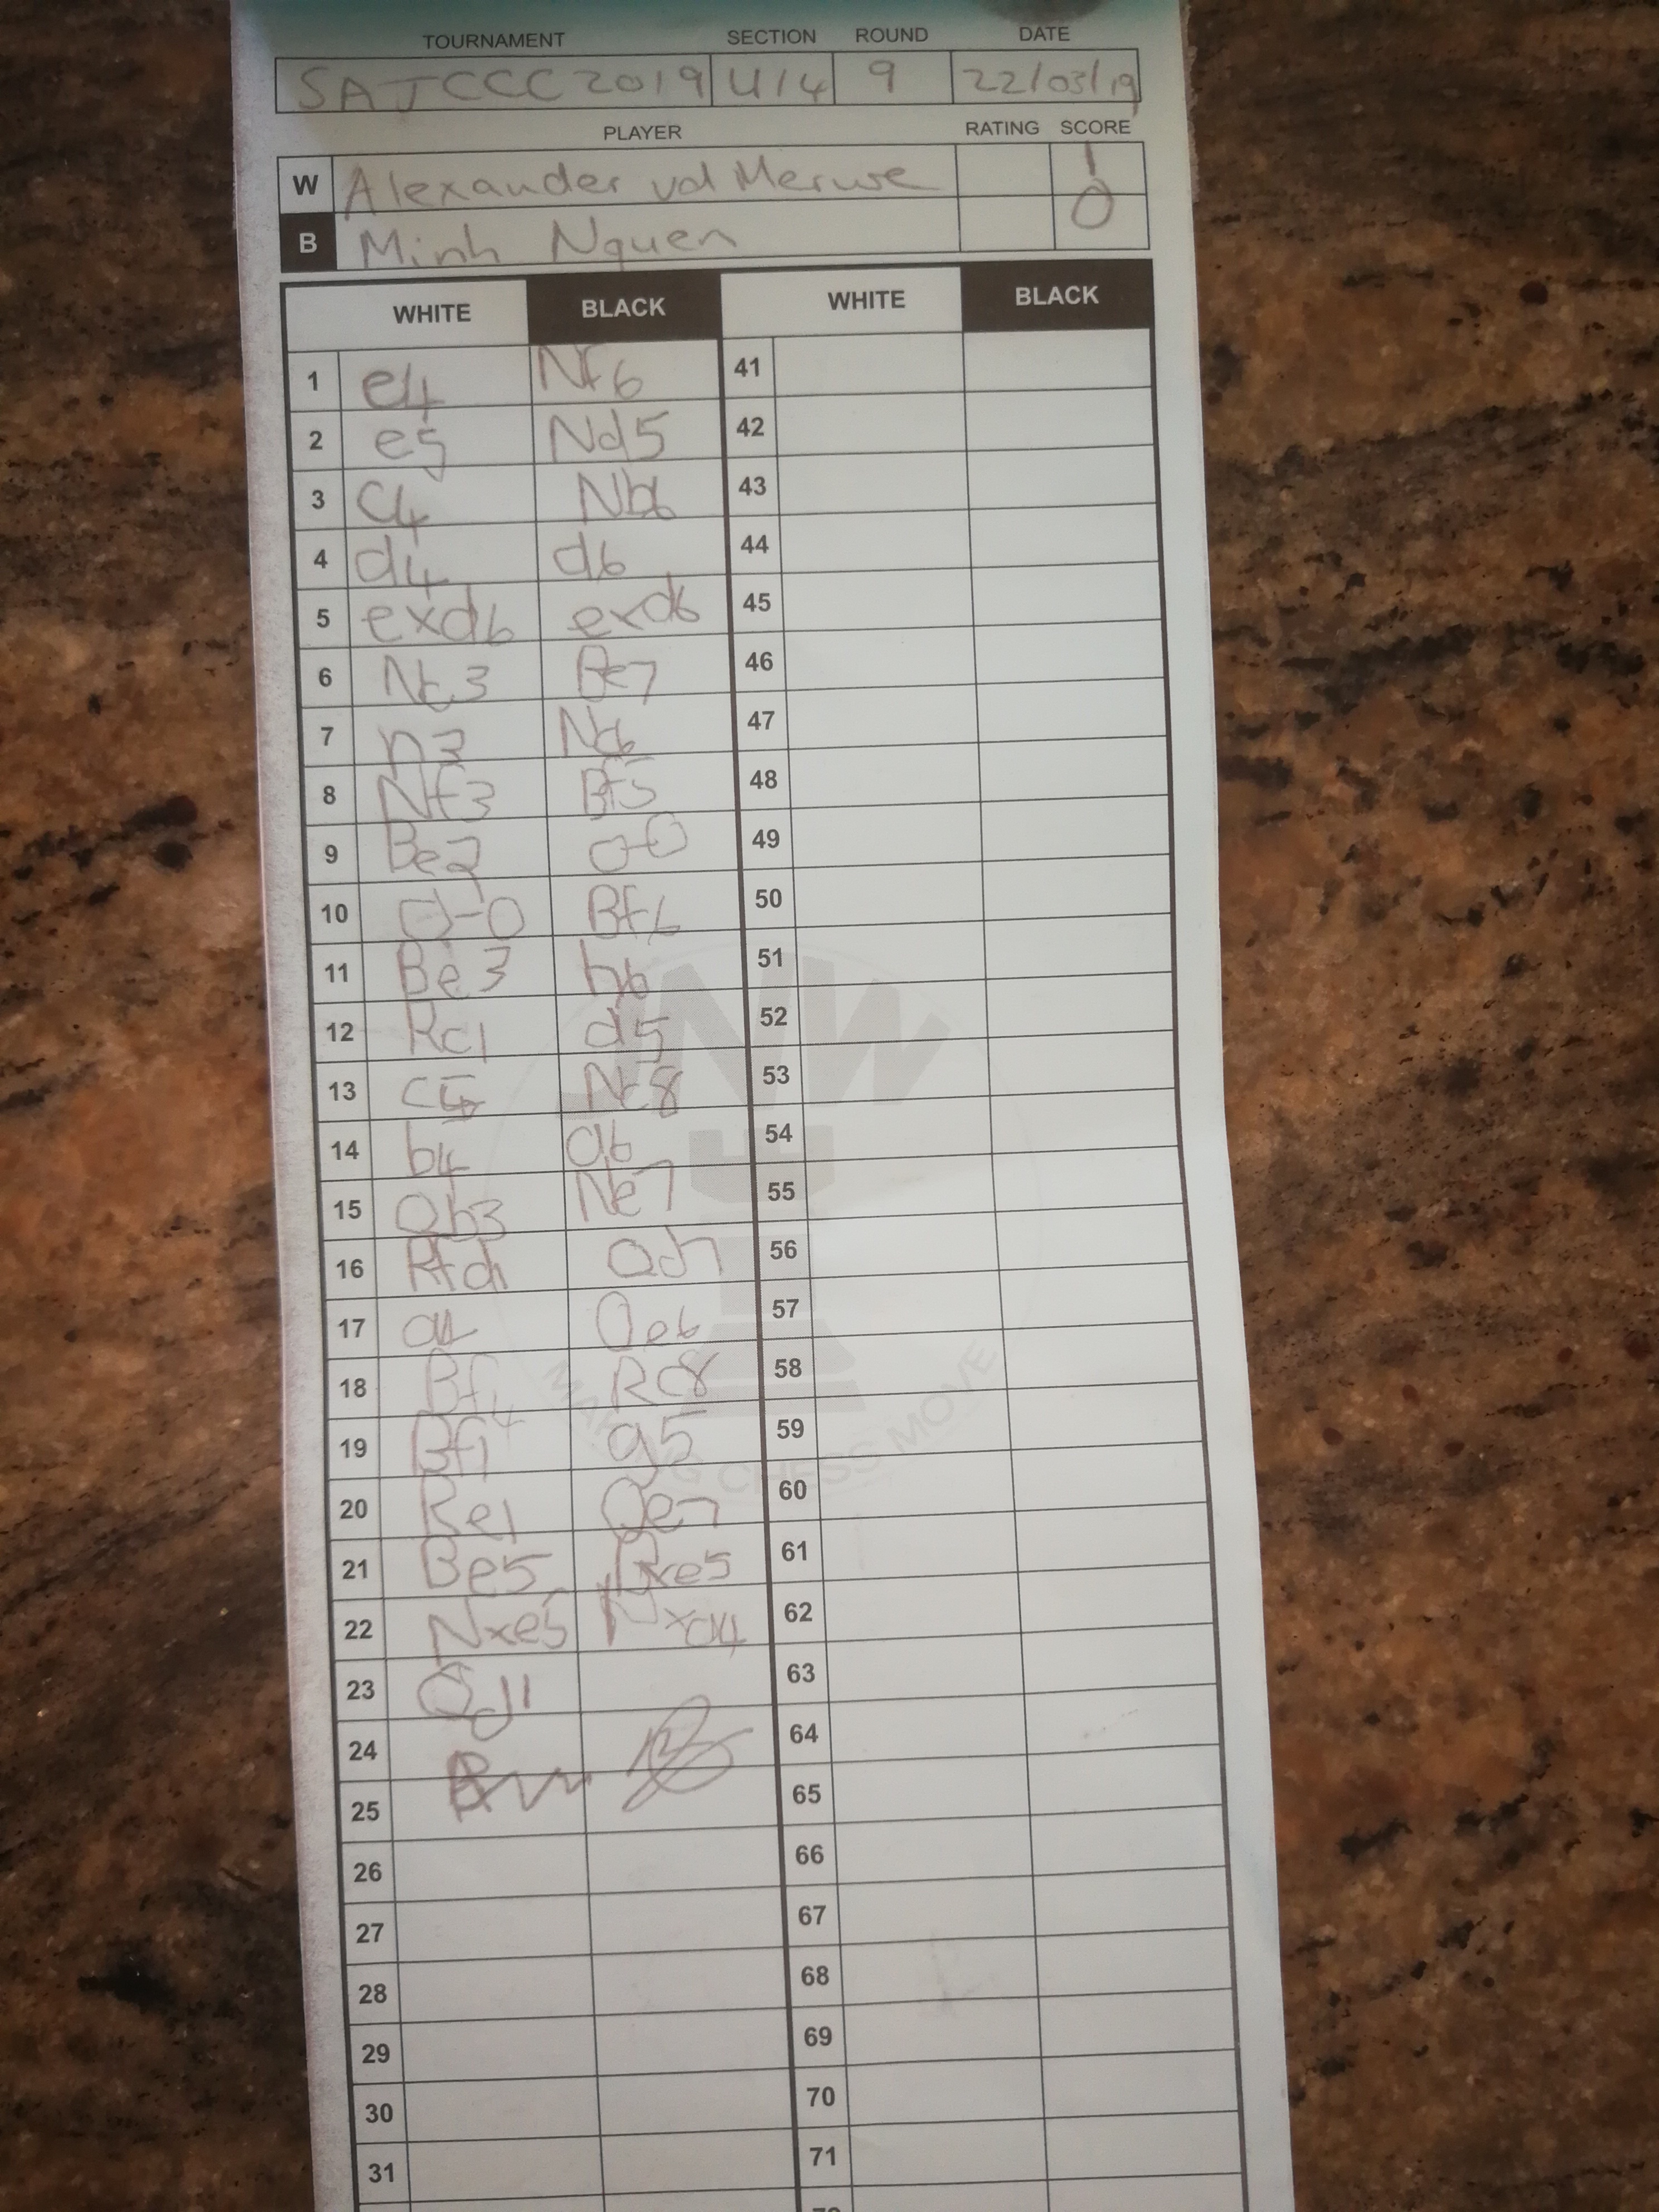 TOURNAMENT SECTION ROUND DATE
SAJCCC 2019 U14 9 22/03/19
PLAYER RATING SCORE
W Alexander vd Merwe 1
B Minh Nguen 0
WHITE BLACK WHITE BLACK
1 e4 Nf6 41
2 e5 Nd5 42
3 C4 Nb6 43
4 d4 d6 44
5 exd6 exd6 45
6 Nc3 Be7 46
7 h3 Nc6 47
8 Nf3 Bf5 48
9 Be2 0-0 49
10 0-0 Bf6 50
11 Be3 h6 51
12 Rc1 d5 52
13 c5 Nc8 53
14 b4 a6 54
15 Qb3 Ne7 55
16 Rfd1 Qd7 56
17 a4 Qe6 57
18 Bf1 Rc8 58
19 Bf4 g5 59
20 Re1 Qe7 60
21 Be5 Bxe5 61
22 Nxe5 Nxd4 62
23 Qd1 63
24 64
25 65
26 66
27 67
28 68
29 69
30 70
31 71
JNW
MAKING CHESS MOVE